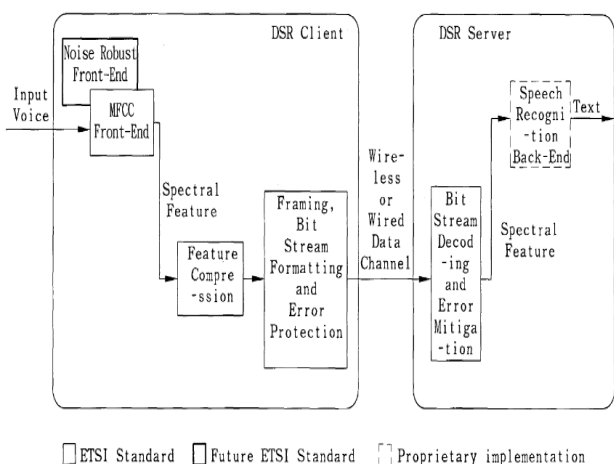 DSR Client
DSR Server
Noise Robust
Front-End
Input
Voice
MFCC
Front-End
Spectral
Feature
Feature
Compre
-ssion
Framing,
Bit
Stream
Formatting
and
Error
Protection
Wire-
less
or
Wired
Data
Channel
Bit
Stream
Decod
-ing
and
Error
Mitiga
-tion
Spectral
Feature
Speech
Recogni
-tion
Back-End
Text
ETSI Standard
Future ETSI Standard
Proprietary implementation